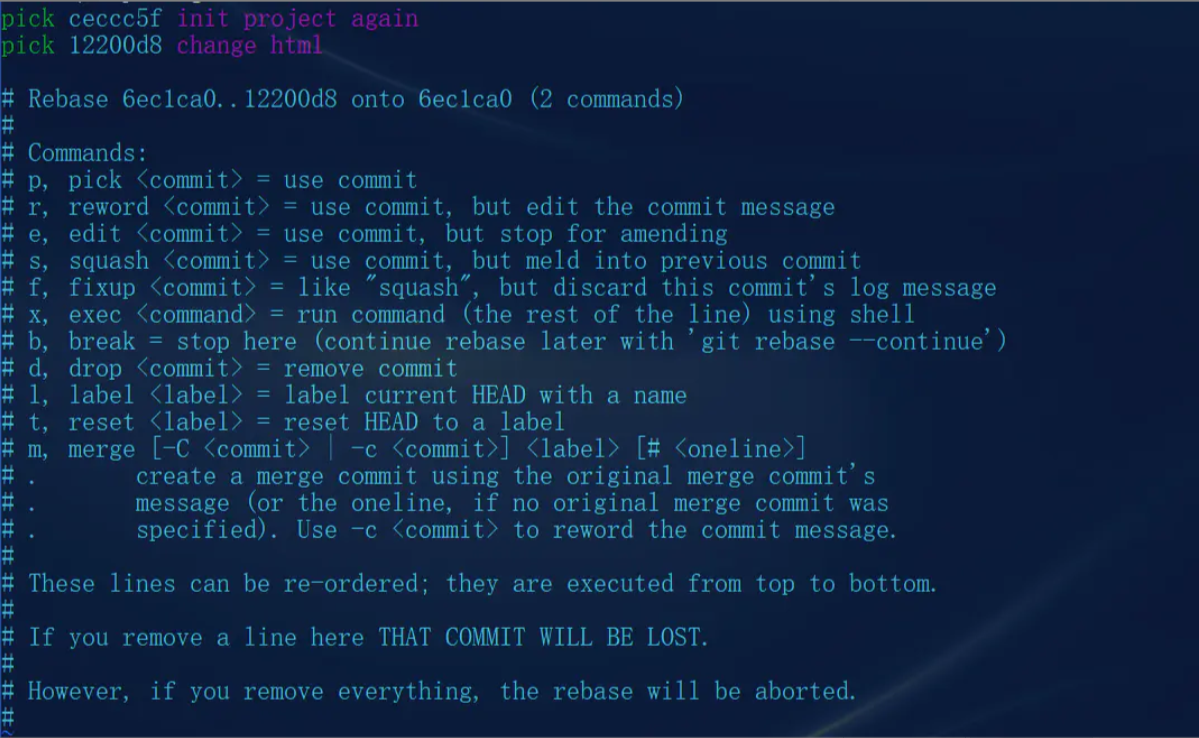 pick ceccc5f init project again
pick 12200d8 change html
# Rebase 6ec1ca0..12200d8 onto 6ec1ca0 (2 commands)
#
# Commands:
# p, pick <commit> = use commit
# r, reword <commit> = use commit, but edit the commit message
# e, edit <commit> = use commit, but stop for amending
# s, squash <commit> = use commit, but meld into previous commit
# f, fixup <commit> = like "squash", but discard this commit's log message
# x, exec <command> = run command (the rest of the line) using shell
# b, break = stop here (continue rebase later with 'git rebase --continue')
# d, drop <commit> = remove commit
# l, label <label> = label current HEAD with a name
# t, reset <label> = reset HEAD to a label
# m, merge [-C <commit> | -c <commit>] <label> [# <oneline>]
# .       create a merge commit using the original merge commit's
# .       message (or the oneline, if no original merge commit was
# .       specified). Use -c <commit> to reword the commit message.
#
# These lines can be re-ordered; they are executed from top to bottom.
#
# If you remove a line here THAT COMMIT WILL BE LOST.
#
# However, if you remove everything, the rebase will be aborted.
#
~